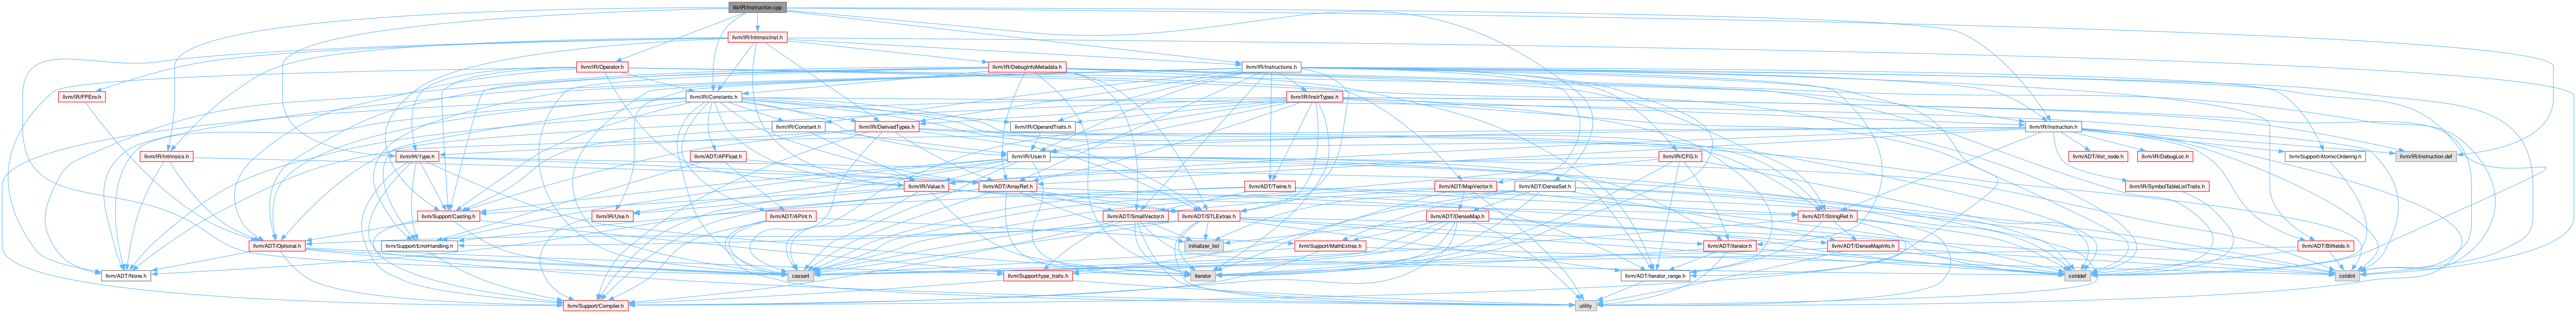 lib/IR/Instruction.cpp
llvm/IR/IntrinsicInst.h
llvm/IR/Operator.h
llvm/IR/DebugInfoMetadata.h
llvm/IR/Instructions.h
llvm/IR/FPEnv.h
llvm/IR/Constants.h
llvm/IR/InstrTypes.h
llvm/IR/Constant.h
llvm/IR/DerivedTypes.h
llvm/IR/OperandTraits.h
llvm/IR/Instruction.h
llvm/IR/Intrinsics.h
llvm/IR/Type.h
llvm/ADT/APFloat.h
llvm/IR/User.h
llvm/IR/CFG.h
llvm/ADT/ilist_node.h
llvm/IR/DebugLoc.h
llvm/Support/AtomicOrdering.h
llvm/IR/Instruction.def
llvm/IR/Value.h
llvm/ADT/ArrayRef.h
llvm/ADT/Twine.h
llvm/ADT/MapVector.h
llvm/ADT/DenseSet.h
llvm/IR/SymbolTableListTraits.h
llvm/Support/Casting.h
llvm/IR/Use.h
llvm/ADT/APInt.h
llvm/ADT/SmallVector.h
llvm/ADT/STLExtras.h
llvm/ADT/DenseMap.h
llvm/ADT/StringRef.h
llvm/ADT/Optional.h
llvm/Support/ErrorHandling.h
initializer_list
llvm/Support/MathExtras.h
llvm/ADT/iterator.h
llvm/ADT/DenseMapInfo.h
llvm/ADT/Bitfields.h
llvm/ADT/None.h
cassert
llvm/Support/type_traits.h
iterator
llvm/ADT/iterator_range.h
cstddef
cstdint
llvm/Support/Compiler.h
utility